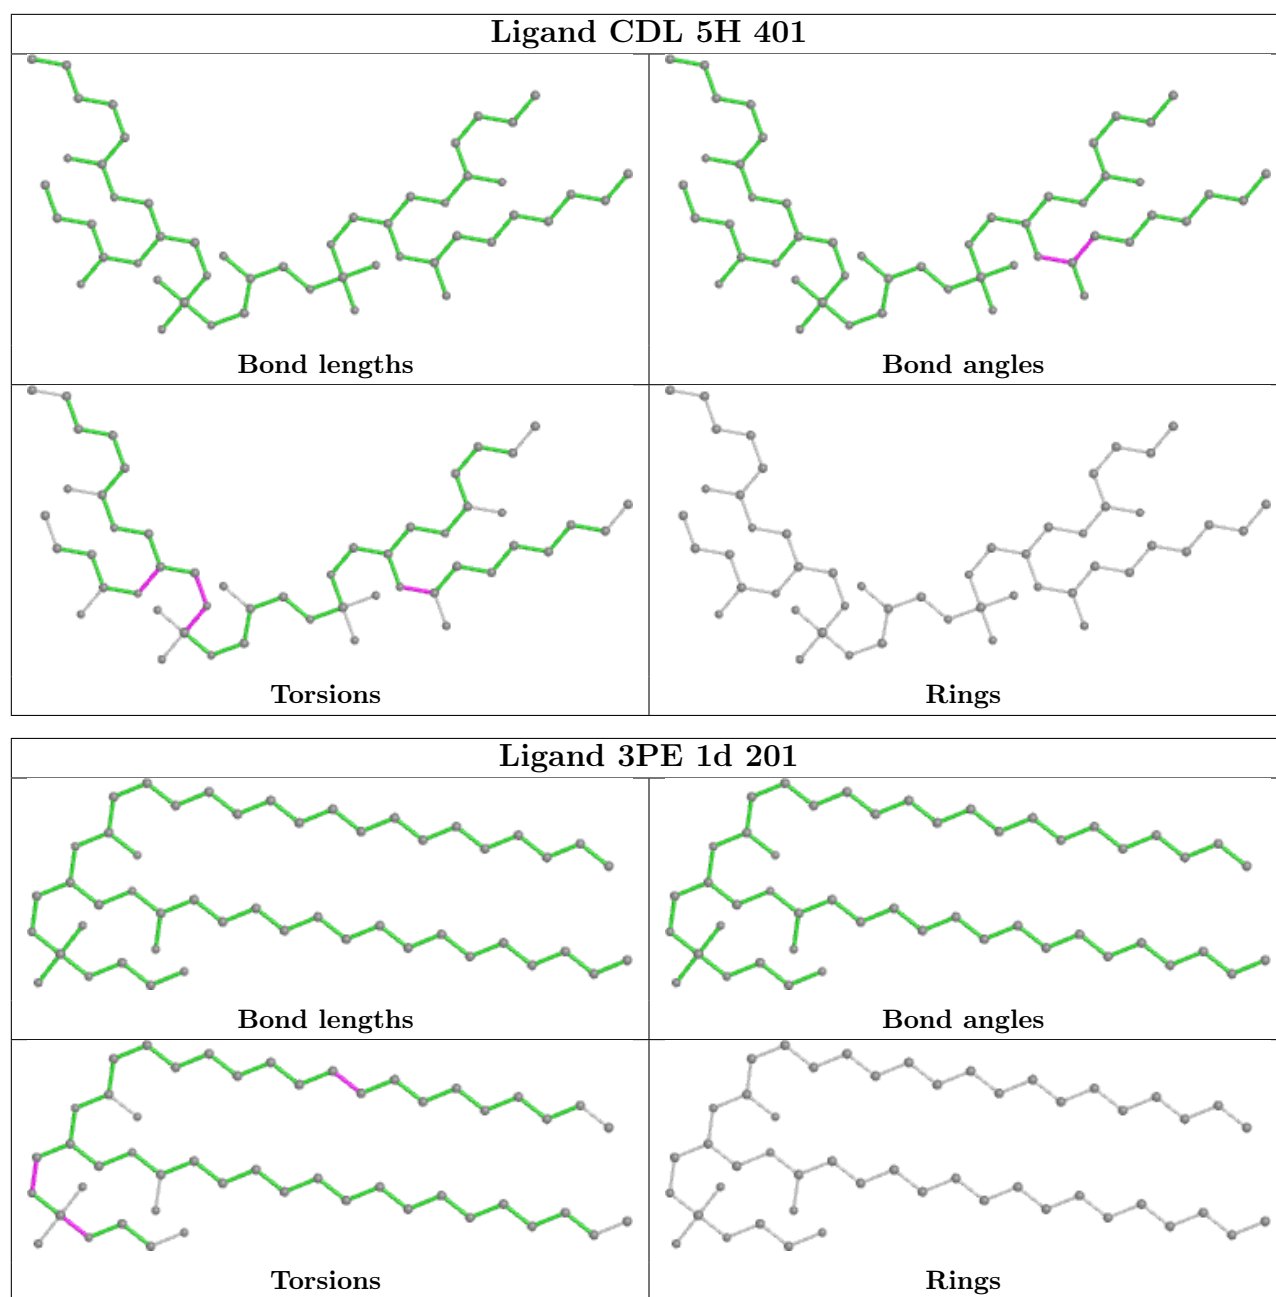 Ligand CDL 5H 401
Bond lengths
Bond angles
Torsions
Rings
Ligand 3PE 1d 201
Bond lengths
Bond angles
Torsions
Rings